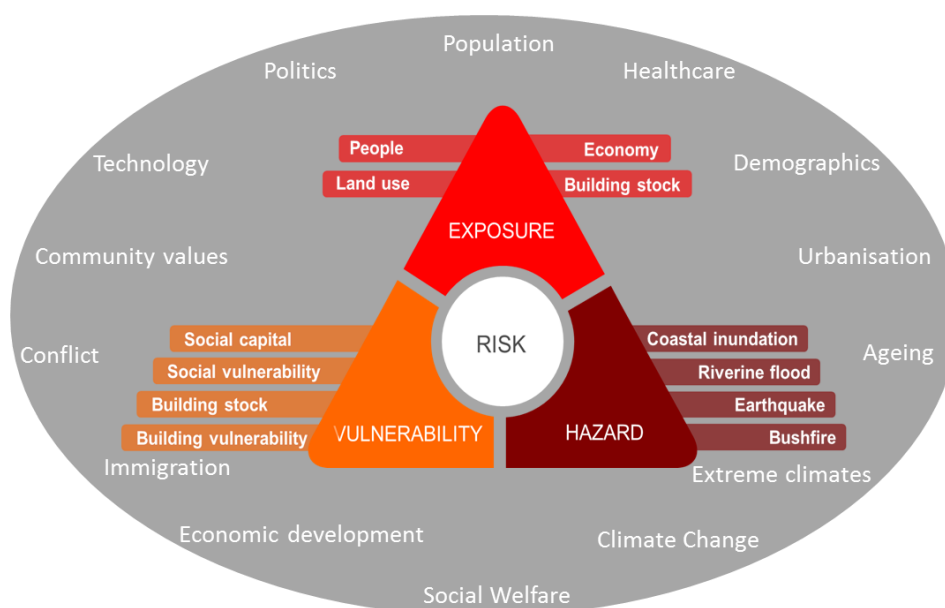 Population
Politics
Healthcare
People
Economy
Technology
Demographics
Land use
Building stock
EXPOSURE
Community values
Urbanisation
Social capital
RISK
Coastal inundation
Conflict
Ageing
Social vulnerability
Riverine flood
Building stock
Earthquake
Building vulnerability
VULNERABILITY
HAZARD
Bushfire
Immigration
Extreme climates
Economic development
Climate Change
Social Welfare